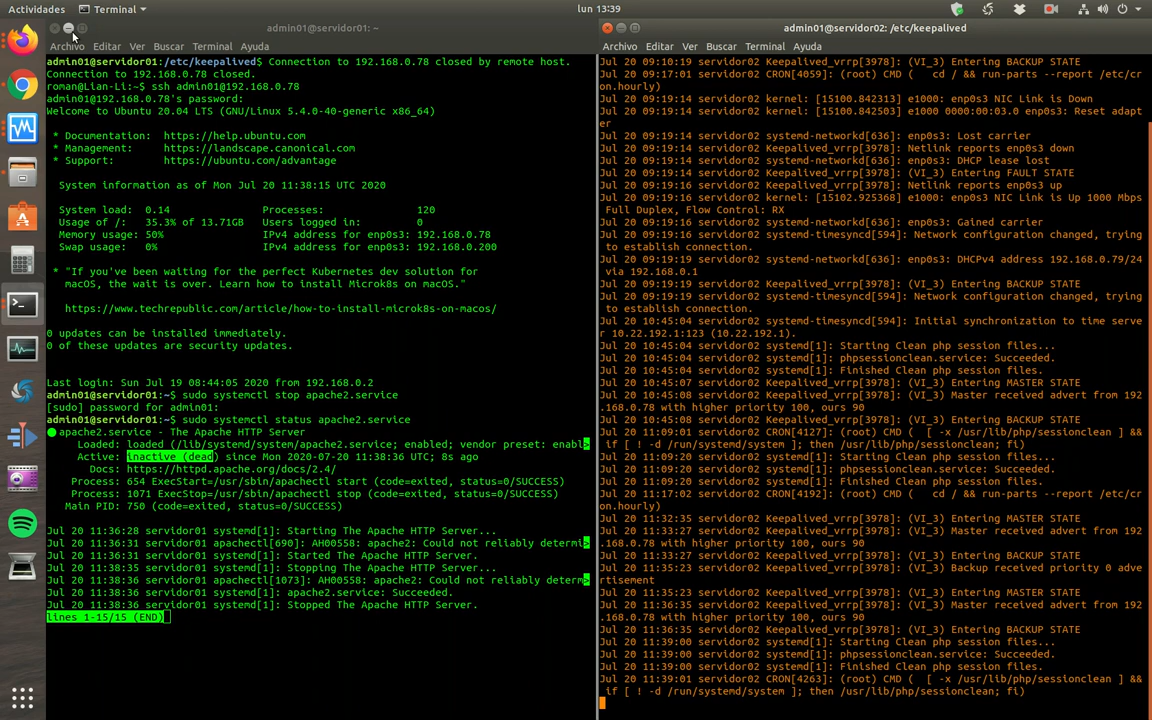 Actividades
Terminal
lun 13:39
admin01@servidor01: ~
Archivo Editar Ver Buscar Terminal Ayuda
admin01@servidor01:/etc/keepalived$ Connection to 192.168.0.78 closed by remote host.
Connection to 192.168.0.78 closed.
roman@Lian-Li:~$ ssh admin01@192.168.0.78
admin01@192.168.0.78's password:
Welcome to Ubuntu 20.04 LTS (GNU/Linux 5.4.0-40-generic x86_64)
* Documentation:  https://help.ubuntu.com
* Management:     https://landscape.canonical.com
* Support:        https://ubuntu.com/advantage
System information as of Mon Jul 20 11:38:15 UTC 2020
System load:  0.14              Processes:               120
Usage of /:   35.3% of 13.71GB  Users logged in:         0
Memory usage: 50%               IPv4 address for enp0s3: 192.168.0.78
Swap usage:   0%                IPv4 address for enp0s3: 192.168.0.200
* "If you've been waiting for the perfect Kubernetes dev solution for
macOS, the wait is over. Learn how to install Microk8s on macOS."
https://www.techrepublic.com/article/how-to-install-microk8s-on-macos/
0 updates can be installed immediately.
0 of these updates are security updates.
Last login: Sun Jul 19 08:44:05 2020 from 192.168.0.2
admin01@servidor01:~$ sudo systemctl stop apache2.service
[sudo] password for admin01:
admin01@servidor01:~$ sudo systemctl status apache2.service
● apache2.service - The Apache HTTP Server
Loaded: loaded (/lib/systemd/system/apache2.service; enabled; vendor preset: enabl>
Active: inactive (dead) since Mon 2020-07-20 11:38:36 UTC; 8s ago
Docs: https://httpd.apache.org/docs/2.4/
Process: 654 ExecStart=/usr/sbin/apachectl start (code=exited, status=0/SUCCESS)
Process: 1071 ExecStop=/usr/sbin/apachectl stop (code=exited, status=0/SUCCESS)
Main PID: 750 (code=exited, status=0/SUCCESS)
Jul 20 11:36:28 servidor01 systemd[1]: Starting The Apache HTTP Server...
Jul 20 11:36:31 servidor01 apachectl[690]: AH00558: apache2: Could not reliably determi>
Jul 20 11:36:31 servidor01 systemd[1]: Started The Apache HTTP Server.
Jul 20 11:38:35 servidor01 systemd[1]: Stopping The Apache HTTP Server...
Jul 20 11:38:36 servidor01 apachectl[1073]: AH00558: apache2: Could not reliably determ>
Jul 20 11:38:36 servidor01 systemd[1]: apache2.service: Succeeded.
Jul 20 11:38:36 servidor01 systemd[1]: Stopped The Apache HTTP Server.
lines 1-15/15 (END)
admin01@servidor02: /etc/keepalived
Archivo Editar Ver Buscar Terminal Ayuda
Jul 20 09:10:19 servidor02 Keepalived_vrrp[3978]: (VI_3) Entering BACKUP STATE
Jul 20 09:17:01 servidor02 CRON[4059]: (root) CMD (   cd / && run-parts --report /etc/cr
on.hourly)
Jul 20 09:19:14 servidor02 kernel: [15100.842313] e1000: enp0s3 NIC Link is Down
Jul 20 09:19:14 servidor02 kernel: [15100.842503] e1000 0000:00:03.0 enp0s3: Reset adapt
er
Jul 20 09:19:14 servidor02 systemd-networkd[636]: enp0s3: Lost carrier
Jul 20 09:19:14 servidor02 Keepalived_vrrp[3978]: Netlink reports enp0s3 down
Jul 20 09:19:14 servidor02 systemd-networkd[636]: enp0s3: DHCP lease lost
Jul 20 09:19:14 servidor02 Keepalived_vrrp[3978]: (VI_3) Entering FAULT STATE
Jul 20 09:19:16 servidor02 Keepalived_vrrp[3978]: Netlink reports enp0s3 up
Jul 20 09:19:16 servidor02 kernel: [15102.925368] e1000: enp0s3 NIC Link is Up 1000 Mbps
Full Duplex, Flow Control: RX
Jul 20 09:19:16 servidor02 systemd-networkd[636]: enp0s3: Gained carrier
Jul 20 09:19:16 servidor02 systemd-timesyncd[594]: Network configuration changed, trying
to establish connection.
Jul 20 09:19:16 servidor02 systemd-networkd[636]: enp0s3: DHCPv4 address 192.168.0.79/24
via 192.168.0.1
Jul 20 09:19:19 servidor02 Keepalived_vrrp[3978]: (VI_3) Entering BACKUP STATE
Jul 20 09:19:19 servidor02 systemd-timesyncd[594]: Network configuration changed, trying
to establish connection.
Jul 20 10:45:04 servidor02 systemd-timesyncd[594]: Initial synchronization to time serve
r 10.22.192.1:123 (10.22.192.1).
Jul 20 10:45:04 servidor02 systemd[1]: Starting Clean php session files...
Jul 20 10:45:04 servidor02 systemd[1]: phpsessionclean.service: Succeeded.
Jul 20 10:45:04 servidor02 systemd[1]: Finished Clean php session files.
Jul 20 10:45:07 servidor02 Keepalived_vrrp[3978]: (VI_3) Entering MASTER STATE
Jul 20 10:45:08 servidor02 Keepalived_vrrp[3978]: (VI_3) Master received advert from 192
.168.0.78 with higher priority 100, ours 90
Jul 20 10:45:08 servidor02 Keepalived_vrrp[3978]: (VI_3) Entering BACKUP STATE
Jul 20 11:09:01 servidor02 CRON[4127]: (root) CMD (  [ -x /usr/lib/php/sessionclean ] &&
if [ ! -d /run/systemd/system ]; then /usr/lib/php/sessionclean; fi)
Jul 20 11:09:20 servidor02 systemd[1]: Starting Clean php session files...
Jul 20 11:09:20 servidor02 systemd[1]: phpsessionclean.service: Succeeded.
Jul 20 11:09:20 servidor02 systemd[1]: Finished Clean php session files.
Jul 20 11:17:02 servidor02 CRON[4192]: (root) CMD (   cd / && run-parts --report /etc/cr
on.hourly)
Jul 20 11:32:35 servidor02 Keepalived_vrrp[3978]: (VI_3) Entering MASTER STATE
Jul 20 11:33:27 servidor02 Keepalived_vrrp[3978]: (VI_3) Master received advert from 192
.168.0.78 with higher priority 100, ours 90
Jul 20 11:33:27 servidor02 Keepalived_vrrp[3978]: (VI_3) Entering BACKUP STATE
Jul 20 11:35:23 servidor02 Keepalived_vrrp[3978]: (VI_3) Backup received priority 0 adve
rtisement
Jul 20 11:35:23 servidor02 Keepalived_vrrp[3978]: (VI_3) Entering MASTER STATE
Jul 20 11:36:35 servidor02 Keepalived_vrrp[3978]: (VI_3) Master received advert from 192
.168.0.78 with higher priority 100, ours 90
Jul 20 11:36:35 servidor02 Keepalived_vrrp[3978]: (VI_3) Entering BACKUP STATE
Jul 20 11:39:00 servidor02 systemd[1]: Starting Clean php session files...
Jul 20 11:39:00 servidor02 systemd[1]: phpsessionclean.service: Succeeded.
Jul 20 11:39:00 servidor02 systemd[1]: Finished Clean php session files.
Jul 20 11:39:01 servidor02 CRON[4263]: (root) CMD (  [ -x /usr/lib/php/sessionclean ] &&
if [ ! -d /run/systemd/system ]; then /usr/lib/php/sessionclean; fi)